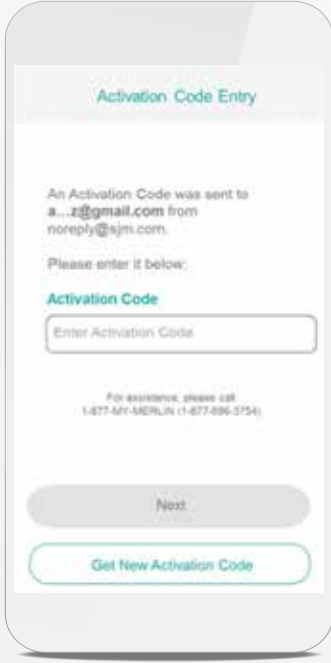 Activation Code Entry
An Activation Code was sent to
a...z@gmail.com from
noreply@sjm.com.
Please enter it below:
Activation Code
Enter Activation Code
For assistance, please call
1-877-MY-MERLIN (1-877-696-3754)
Next
Get New Activation Code